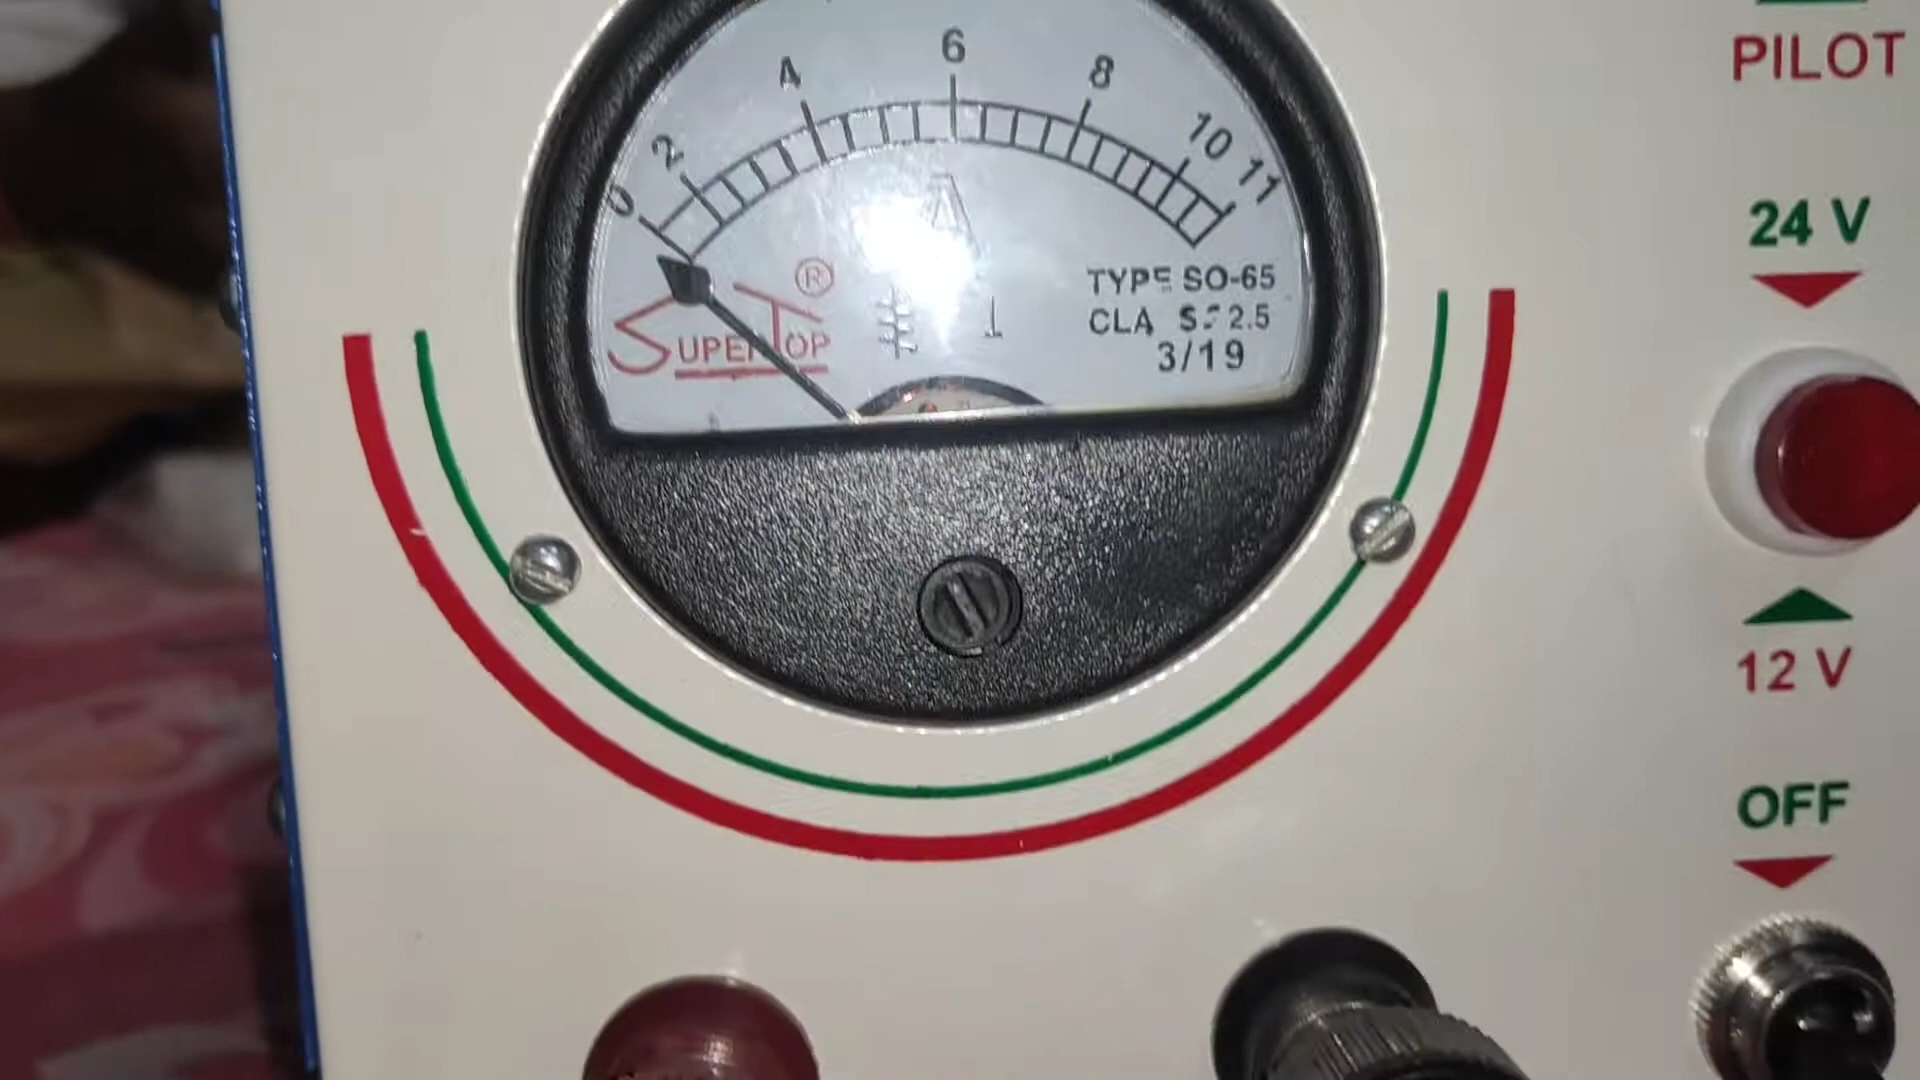 0 2 4 6 8 10 11
A
SUPERTOP ®
TYPE SO-65
CLASS 2.5
3/19
PILOT
24 V
12 V
OFF